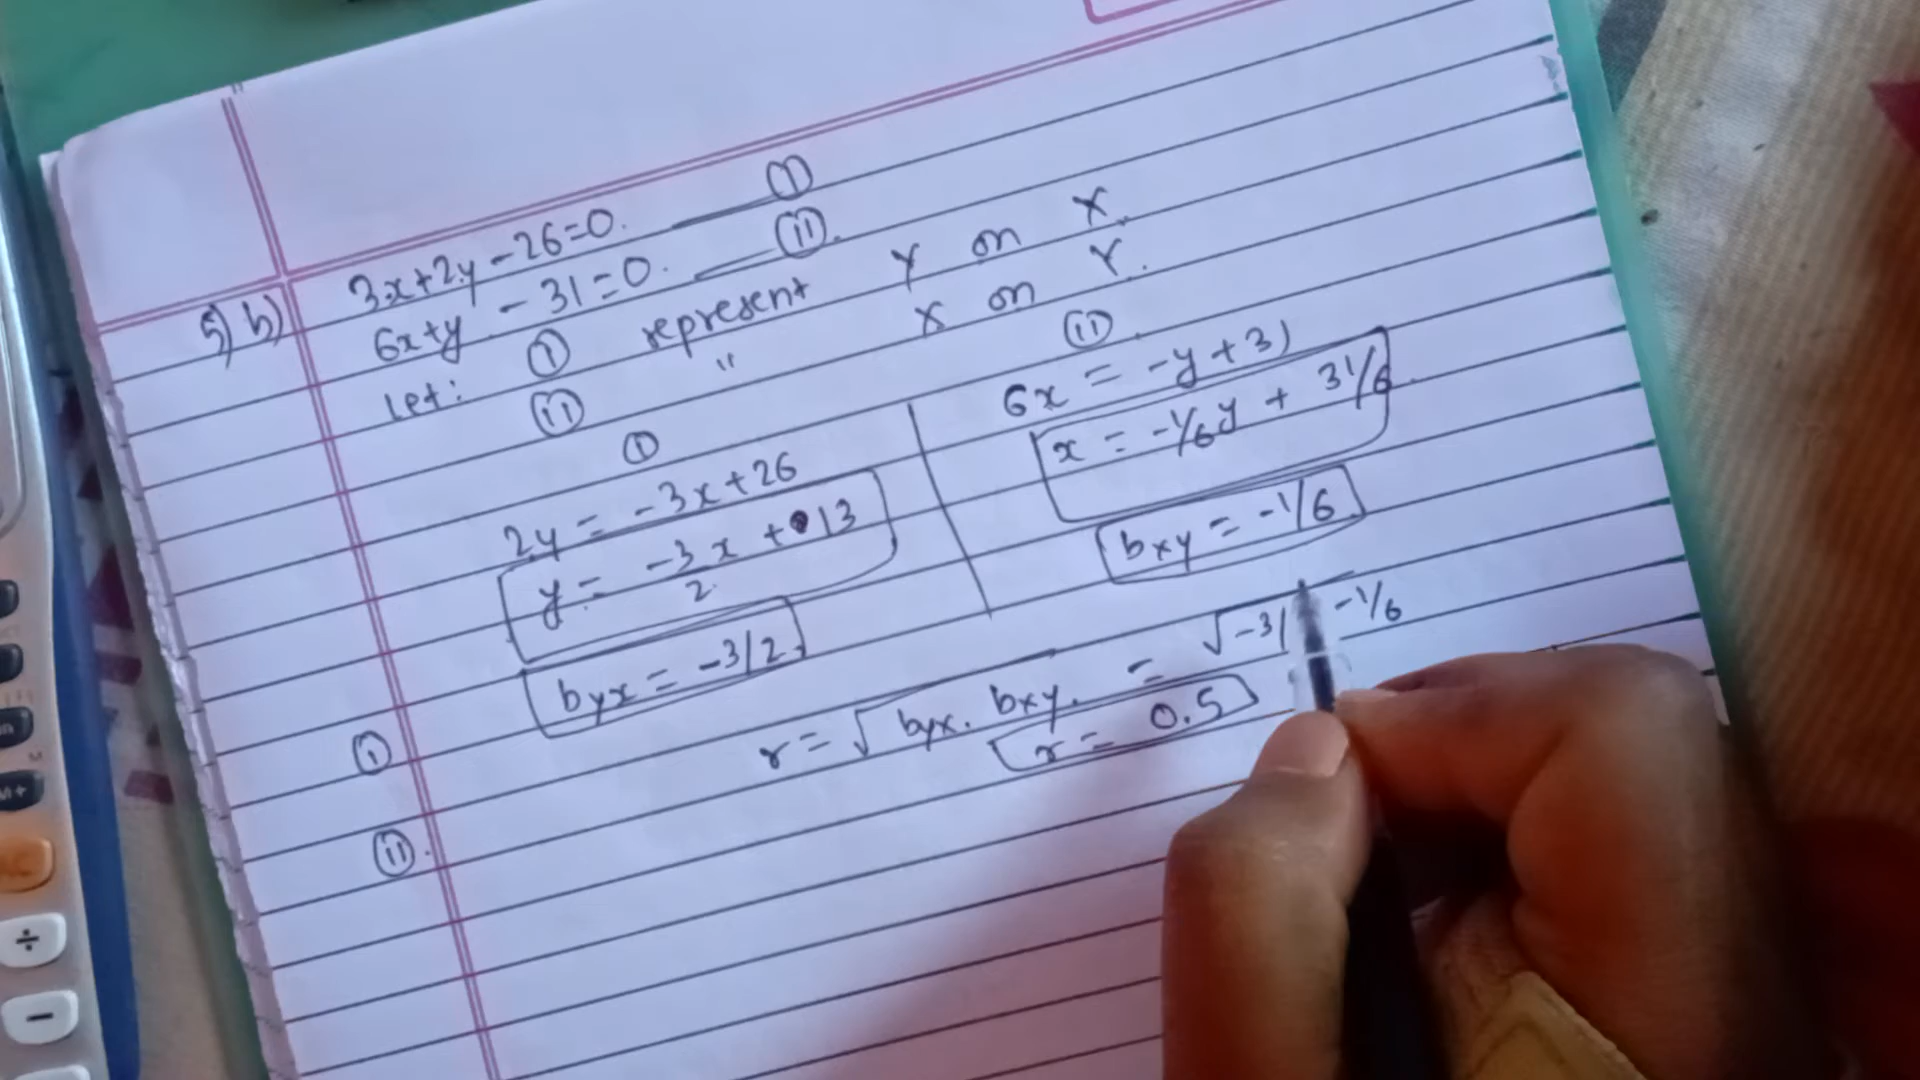 5) b) 3x+2y-26=0. ——— (i)
6x+y - 31=0. —— (ii).
Let: (i) represent Y on X.
(ii) " X on Y.
(i)
2y = -3x+26
y = -3/2 x + 13
byx = -3/2
(ii)
6x = -y+31
x = -1/6y + 31/6
bxy = -1/6
(i) r = √byx. bxy. = √-3/ -1/6
r = 0.5
(ii).
M+
÷
−